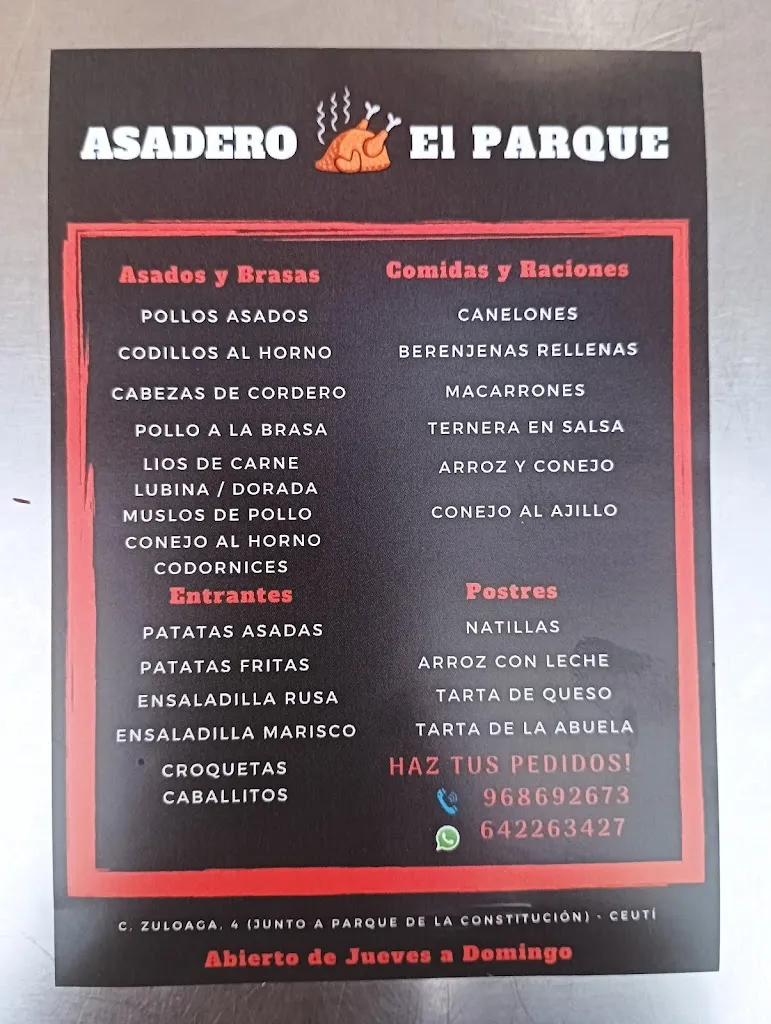 ASADERO El PARQUE
Asados y Brasas
POLLOS ASADOS
CODILLOS AL HORNO
CABEZAS DE CORDERO
POLLO A LA BRASA
LIOS DE CARNE
LUBINA / DORADA
MUSLOS DE POLLO
CONEJO AL HORNO
CODORNICES
Entrantes
PATATAS ASADAS
PATATAS FRITAS
ENSALADILLA RUSA
ENSALADILLA MARISCO
CROQUETAS
CABALLITOS
Comidas y Raciones
CANELONES
BERENJENAS RELLENAS
MACARRONES
TERNERA EN SALSA
ARROZ Y CONEJO
CONEJO AL AJILLO
Postres
NATILLAS
ARROZ CON LECHE
TARTA DE QUESO
TARTA DE LA ABUELA
HAZ TUS PEDIDOS!
968692673
642263427
C. ZULOAGA, 4 (JUNTO A PARQUE DE LA CONSTITUCIÓN) - CEUTÍ
Abierto de Jueves a Domingo